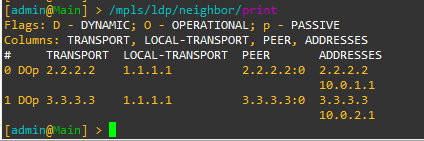 [admin@Main] > /mpls/ldp/neighbor/print
Flags: D - DYNAMIC; O - OPERATIONAL; p - PASSIVE
Columns: TRANSPORT, LOCAL-TRANSPORT, PEER, ADDRESSES
#     TRANSPORT  LOCAL-TRANSPORT  PEER       ADDRESSES
0 DOp 2.2.2.2    1.1.1.1          2.2.2.2:0  2.2.2.2
                                             10.0.1.1
1 DOp 3.3.3.3    1.1.1.1          3.3.3.3:0  3.3.3.3
                                             10.0.2.1
[admin@Main] >